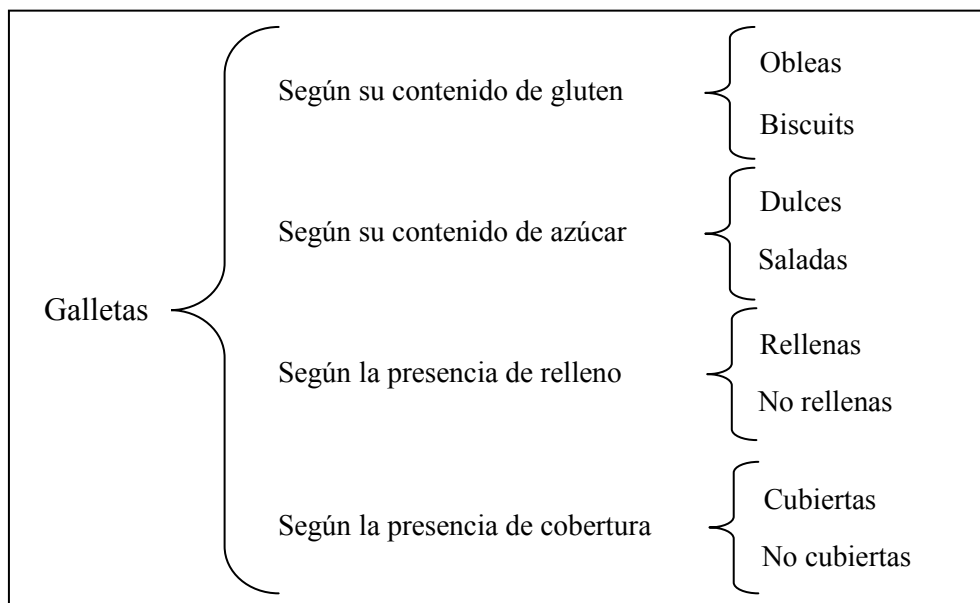 Galletas
Según su contenido de gluten
Obleas
Biscuits
Según su contenido de azúcar
Dulces
Saladas
Según la presencia de relleno
Rellenas
No rellenas
Según la presencia de cobertura
Cubiertas
No cubiertas